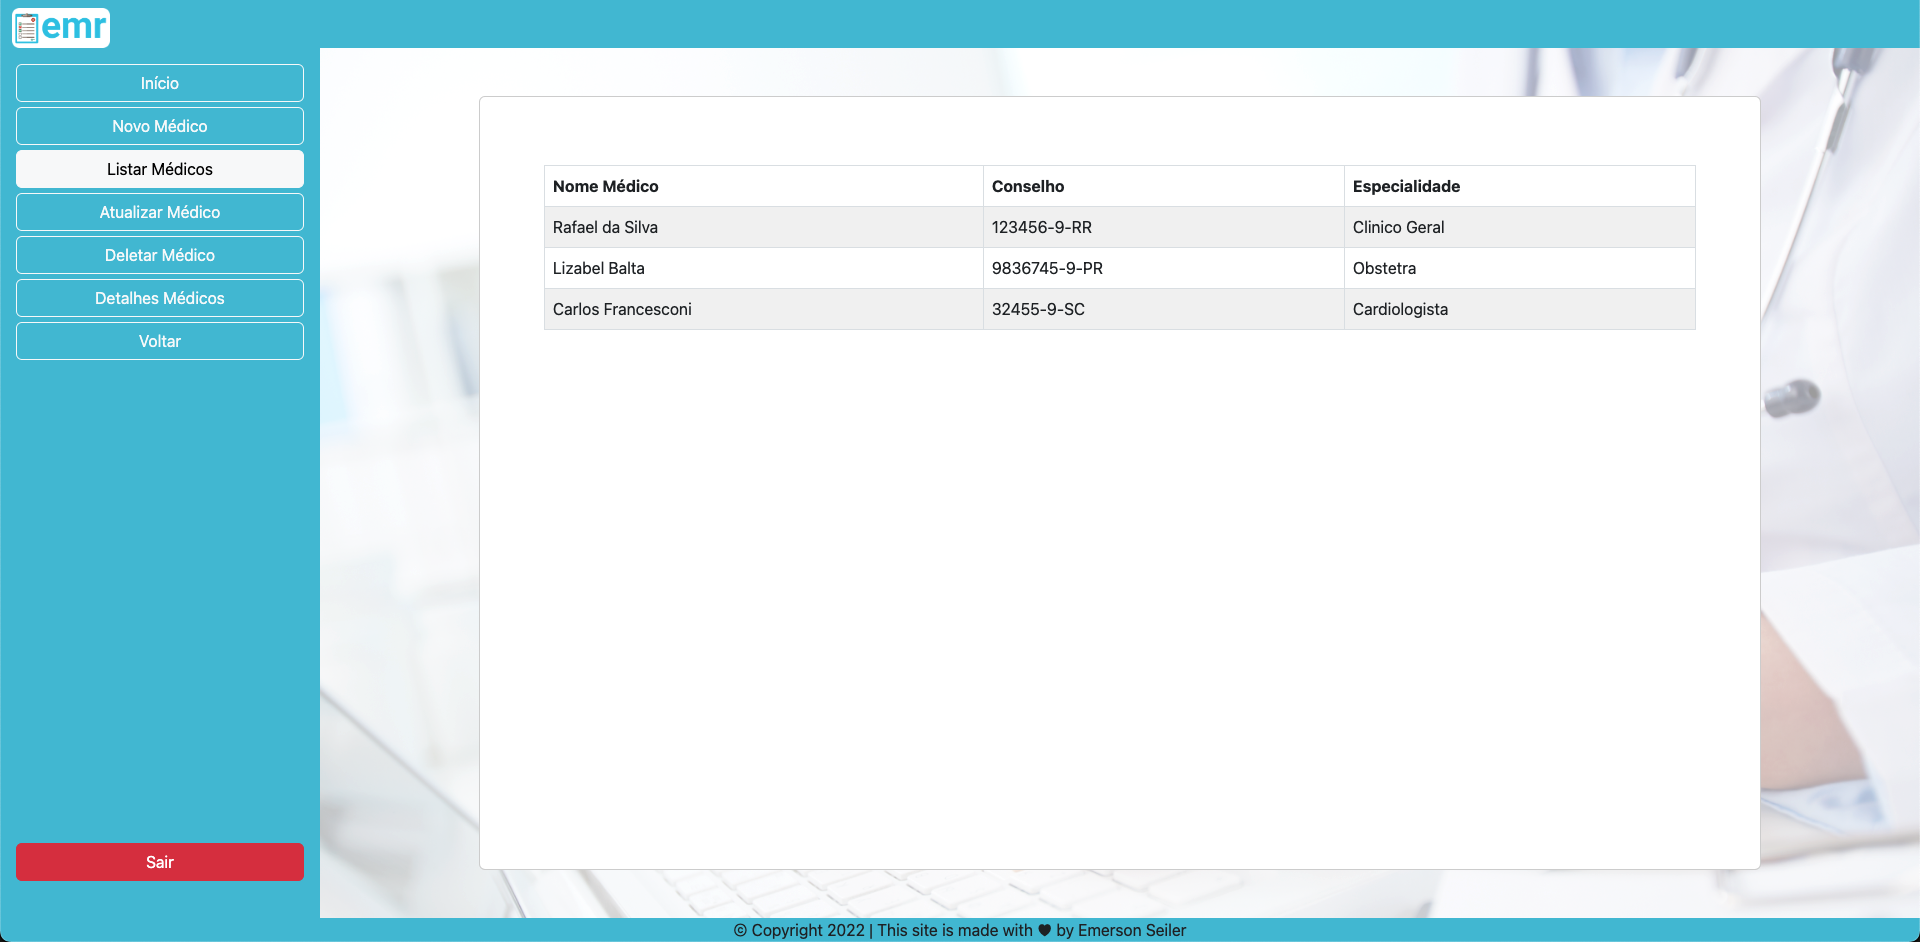 emr
Início
Novo Médico
Listar Médicos
Atualizar Médico
Deletar Médico
Detalhes Médicos
Voltar
Sair
Nome Médico Conselho Especialidade
Rafael da Silva 123456-9-RR Clinico Geral
Lizabel Balta 9836745-9-PR Obstetra
Carlos Francesconi 32455-9-SC Cardiologista
© Copyright 2022 | This site is made with ♥ by Emerson Seiler